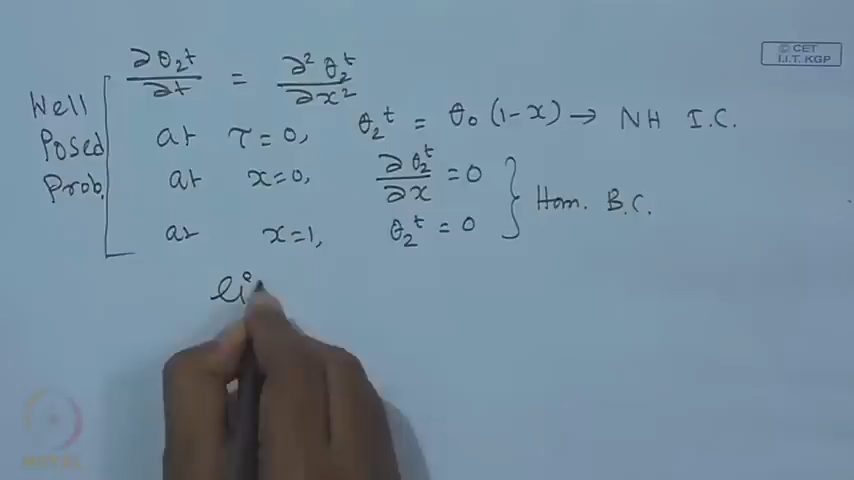 © CET
I.I.T. KGP
Well Posed Prob.
∂θ₂ᵗ/∂t = ∂²θ₂ᵗ/∂x²
at τ=0, θ₂ᵗ = θ₀ (1-x) → NH I.C.
at x=0, ∂θ₂ᵗ/∂x = 0
at x=1, θ₂ᵗ = 0
} Hom. B.C.